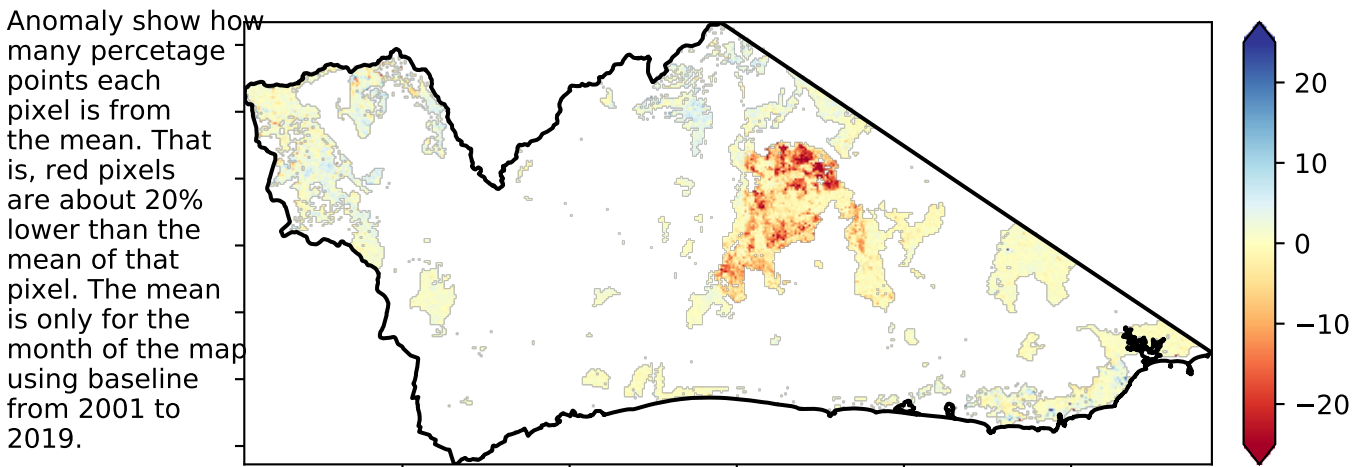 Anomaly show how
many percetage
points each
pixel is from
the mean. That
is, red pixels
are about 20%
lower than the
mean of that
pixel. The mean
is only for the
month of the map
using baseline
from 2001 to
2019.
20
10
0
−10
−20